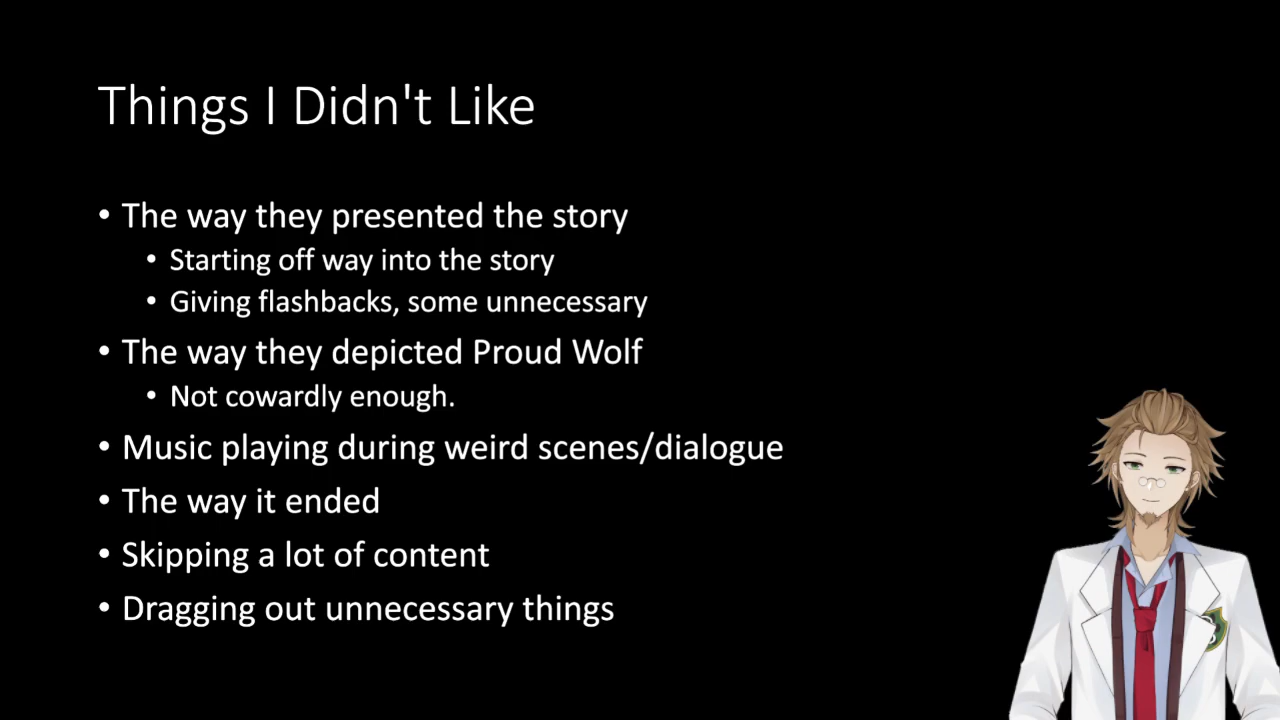 Things I Didn't Like
• The way they presented the story
• Starting off way into the story
• Giving flashbacks, some unnecessary
• The way they depicted Proud Wolf
• Not cowardly enough.
• Music playing during weird scenes/dialogue
• The way it ended
• Skipping a lot of content
• Dragging out unnecessary things